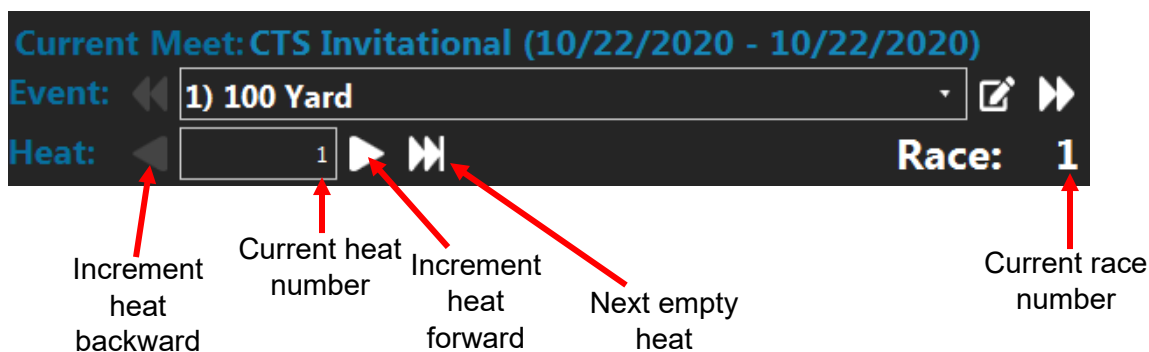 Current Meet: CTS Invitational (10/22/2020 - 10/22/2020)
Event: 1) 100 Yard
Heat: 1 Race: 1
Increment
heat
backward
Current heat
number
Increment
heat
forward
Next empty
heat
Current race
number